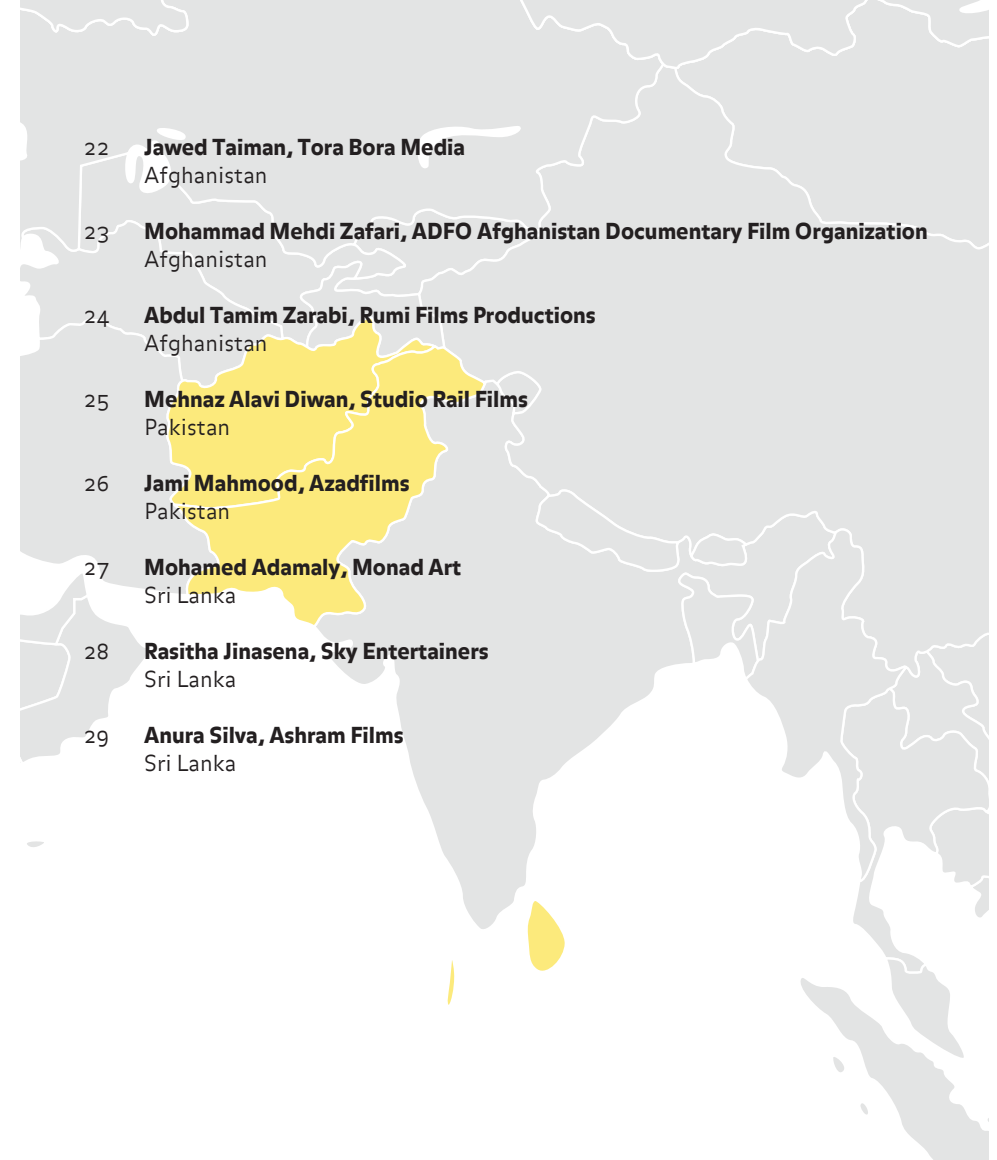 22 Jawed Taiman, Tora Bora Media
Afghanistan
23 Mohammad Mehdi Zafari, ADFO Afghanistan Documentary Film Organization
Afghanistan
24 Abdul Tamim Zarabi, Rumi Films Productions
Afghanistan
25 Mehnaz Alavi Diwan, Studio Rail Films
Pakistan
26 Jami Mahmood, Azadfilms
Pakistan
27 Mohamed Adamaly, Monad Art
Sri Lanka
28 Rasitha Jinasena, Sky Entertainers
Sri Lanka
29 Anura Silva, Ashram Films
Sri Lanka